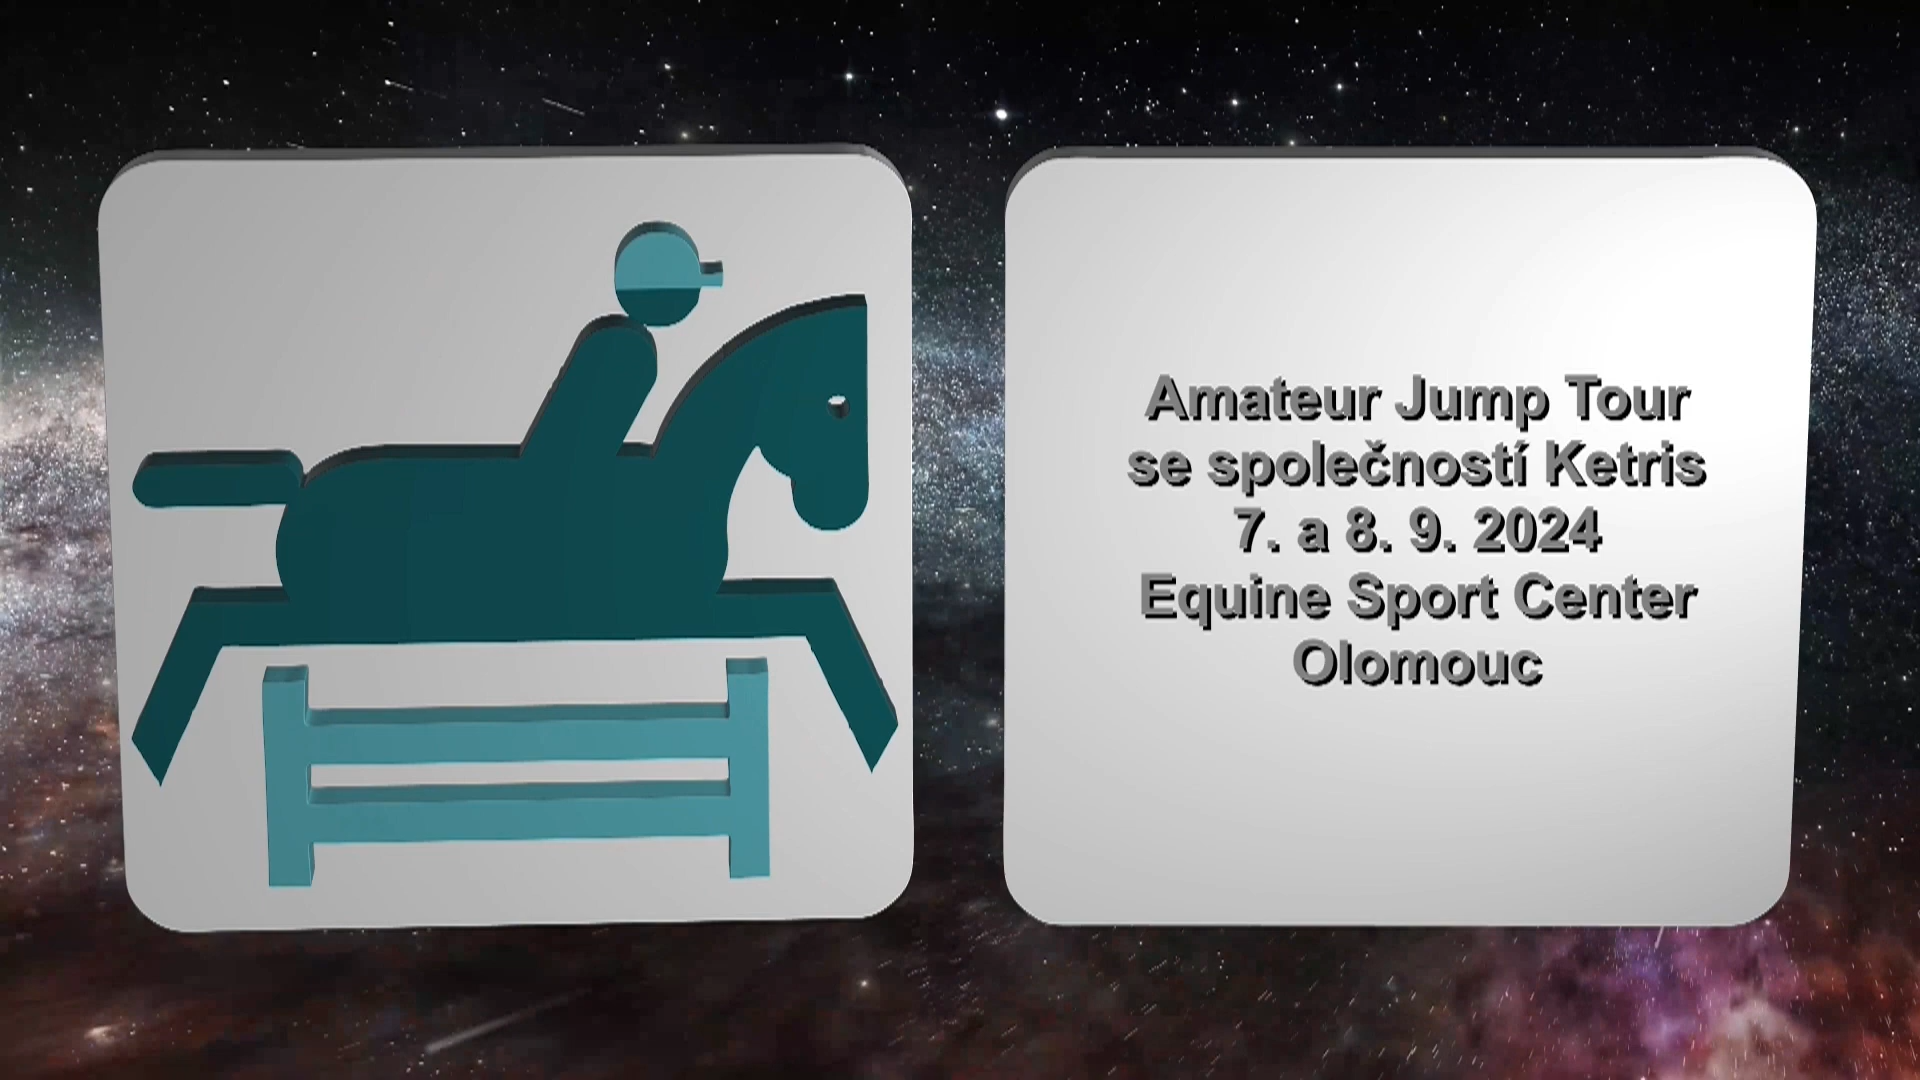 Amateur Jump Tour
se společností Ketris
7. a 8. 9. 2024
Equine Sport Center
Olomouc